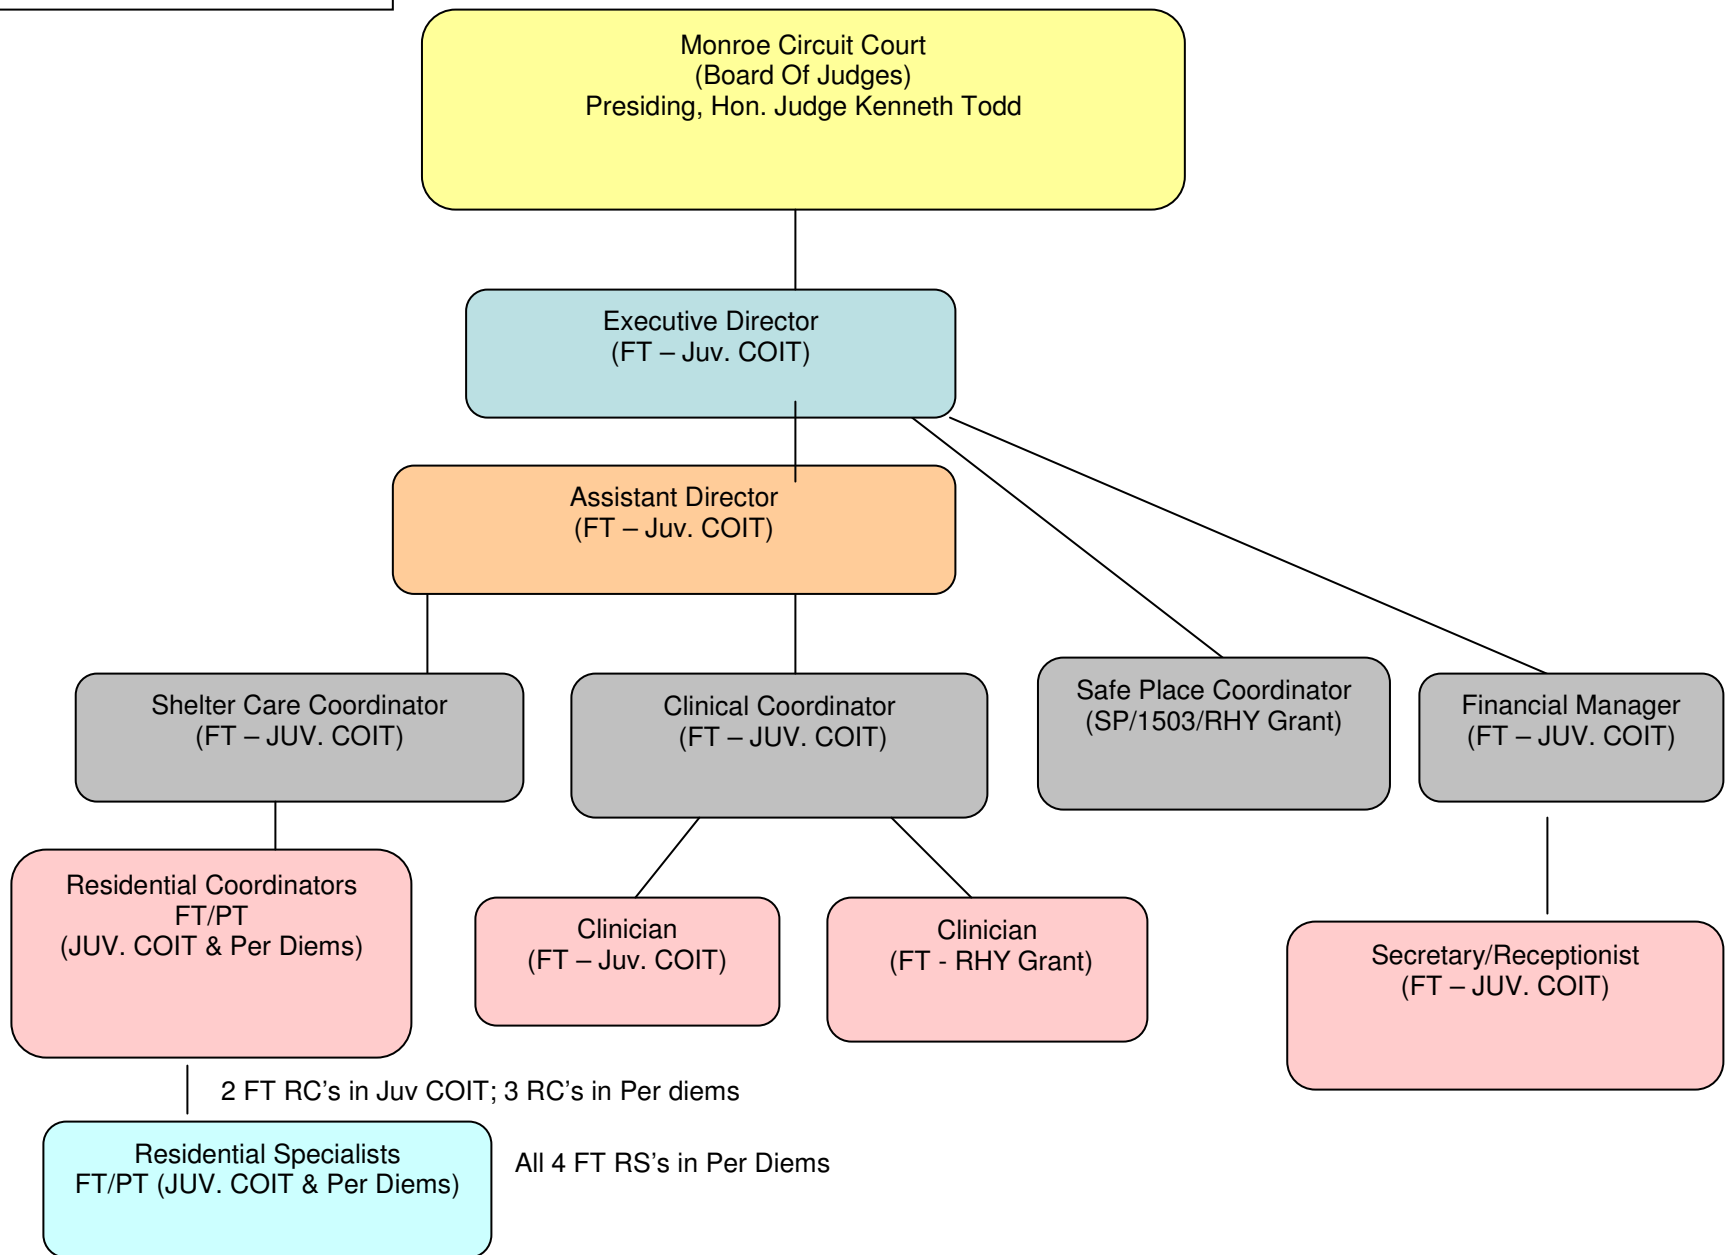 Monroe Circuit Court
(Board Of Judges)
Presiding, Hon. Judge Kenneth Todd
Executive Director
(FT – Juv. COIT)
Assistant Director
(FT – Juv. COIT)
Shelter Care Coordinator
(FT – JUV. COIT)
Clinical Coordinator
(FT – JUV. COIT)
Safe Place Coordinator
(SP/1503/RHY Grant)
Financial Manager
(FT – JUV. COIT)
Residential Coordinators
FT/PT
(JUV. COIT & Per Diems)
Clinician
(FT – Juv. COIT)
Clinician
(FT - RHY Grant)
Secretary/Receptionist
(FT – JUV. COIT)
2 FT RC’s in Juv COIT; 3 RC’s in Per diems
Residential Specialists
FT/PT (JUV. COIT & Per Diems)
All 4 FT RS’s in Per Diems